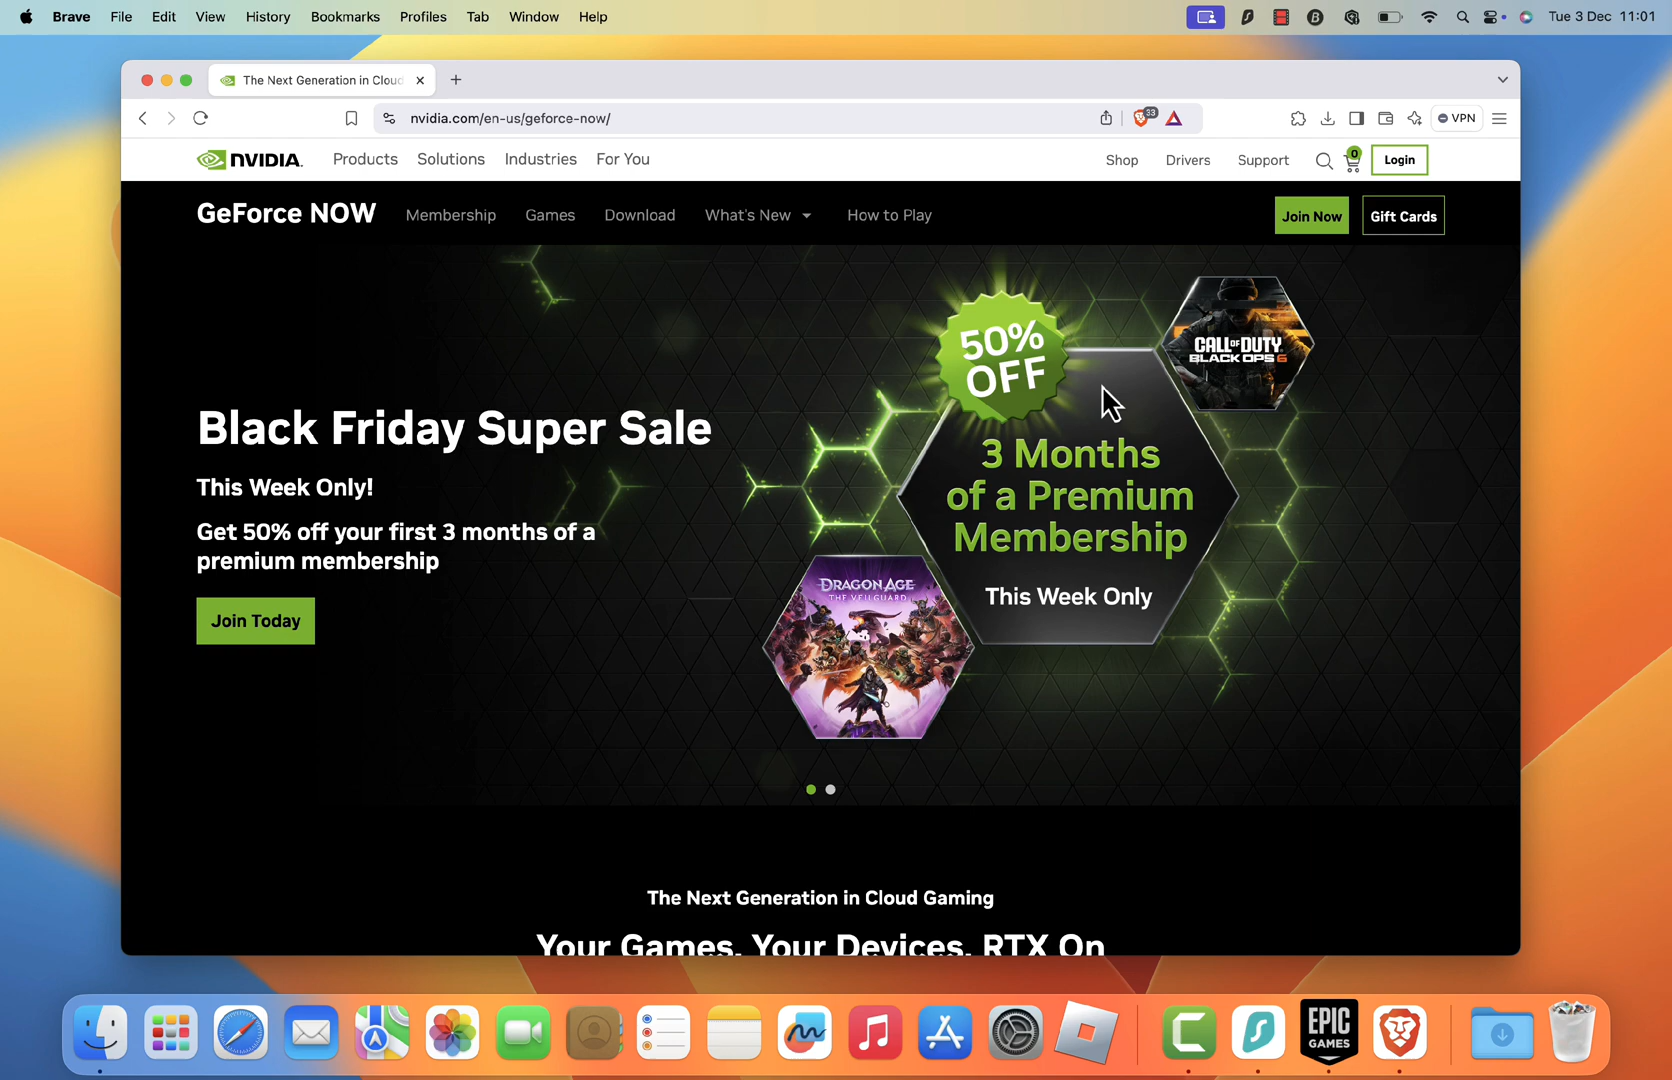 Brave File Edit View History Bookmarks Profiles Tab Window Help Tue 3 Dec 11:01
The Next Generation in Cloud
nvidia.com/en-us/geforce-now/
33
VPN
NVIDIA. Products Solutions Industries For You Shop Drivers Support 0 Login
GeForce NOW Membership Games Download What's New How to Play Join Now Gift Cards
50%
OFF
CALL OF DUTY
BLACK OPS 6
Black Friday Super Sale
This Week Only!
Get 50% off your first 3 months of a
premium membership
Join Today
3 Months
of a Premium
Membership
This Week Only
DRAGON AGE
THE VEILGUARD
The Next Generation in Cloud Gaming
Your Games. Your Devices. RTX On
EPIC
GAMES